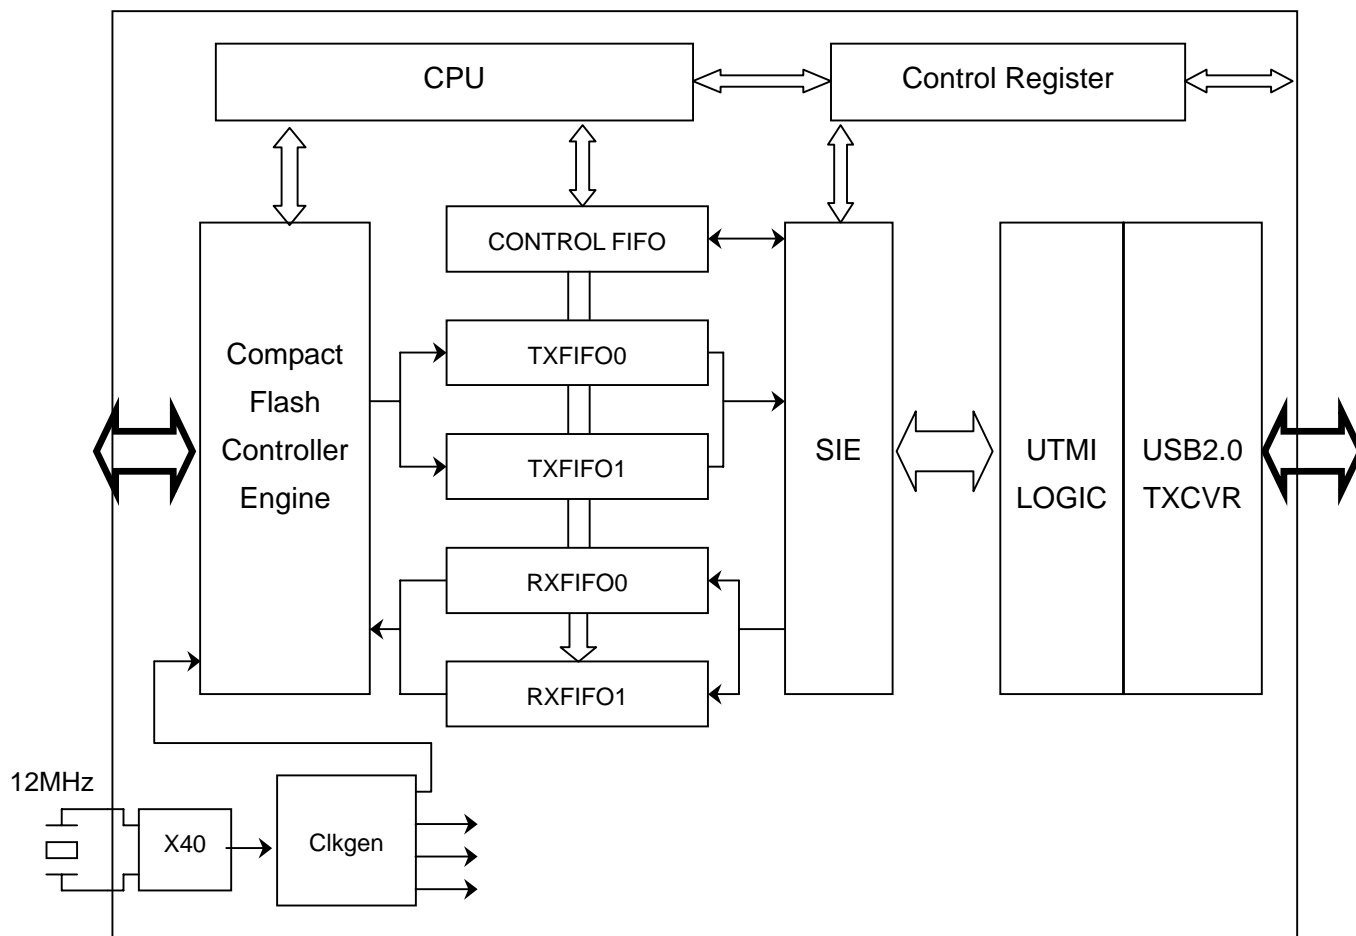 CPU
Control Register
CONTROL FIFO
Compact
Flash
Controller
Engine
TXFIFO0
TXFIFO1
RXFIFO0
RXFIFO1
SIE
UTMI
LOGIC
USB2.0
TXCVR
12MHz
X40
Clkgen